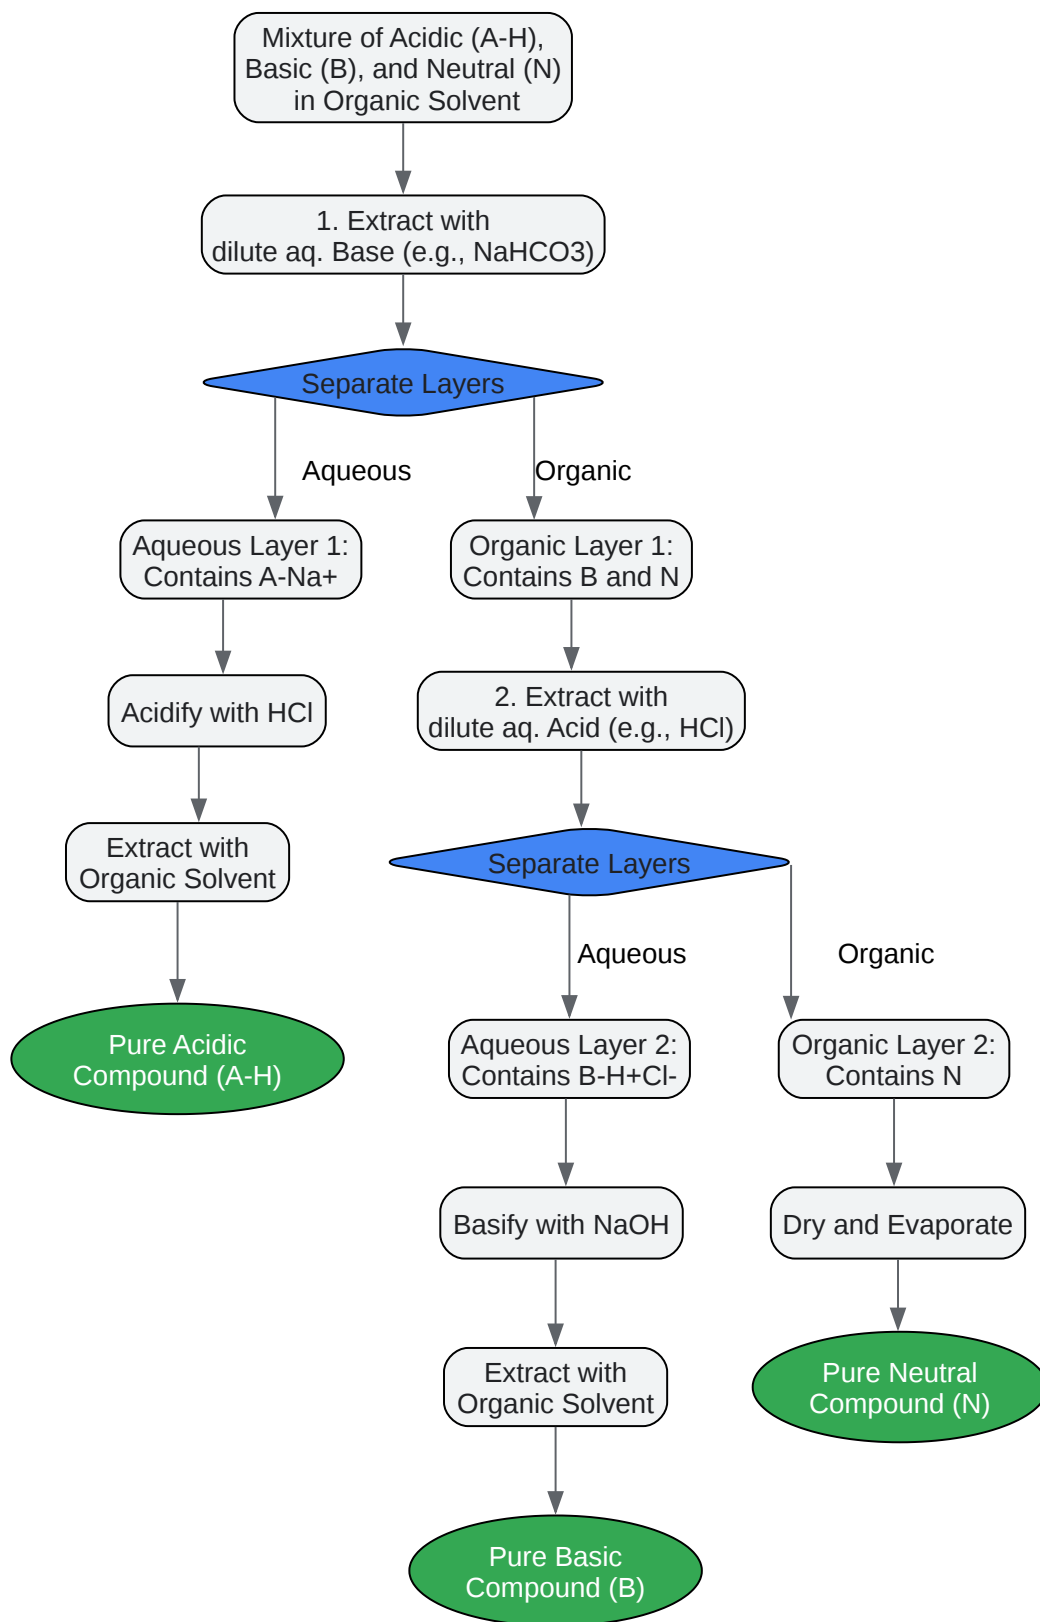 Mixture of Acidic (A-H),
Basic (B), and Neutral (N)
in Organic Solvent
1. Extract with
dilute aq. Base (e.g., NaHCO3)
Separate Layers
Aqueous
Organic
Aqueous Layer 1:
Contains A-Na+
Organic Layer 1:
Contains B and N
Acidify with HCl
2. Extract with
dilute aq. Acid (e.g., HCl)
Extract with
Organic Solvent
Separate Layers
Aqueous
Organic
Pure Acidic
Compound (A-H)
Aqueous Layer 2:
Contains B-H+Cl-
Organic Layer 2:
Contains N
Basify with NaOH
Dry and Evaporate
Extract with
Organic Solvent
Pure Neutral
Compound (N)
Pure Basic
Compound (B)